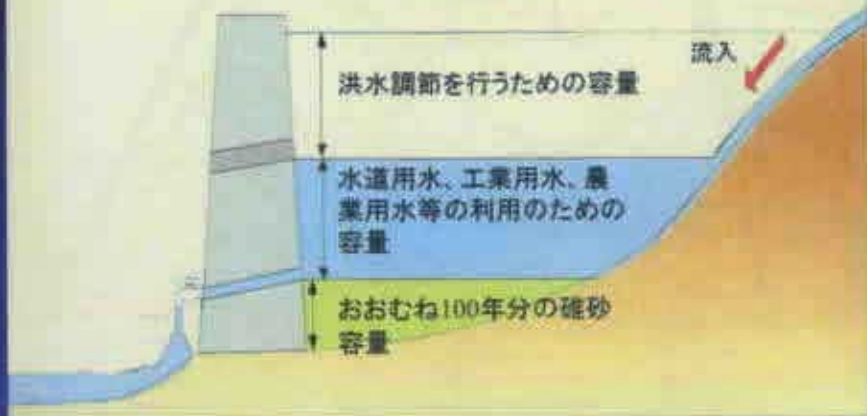 流入
洪水調節を行うための容量
水道用水、工業用水、農
業用水等の利用のための
容量
おおむね100年分の碓砂
容量